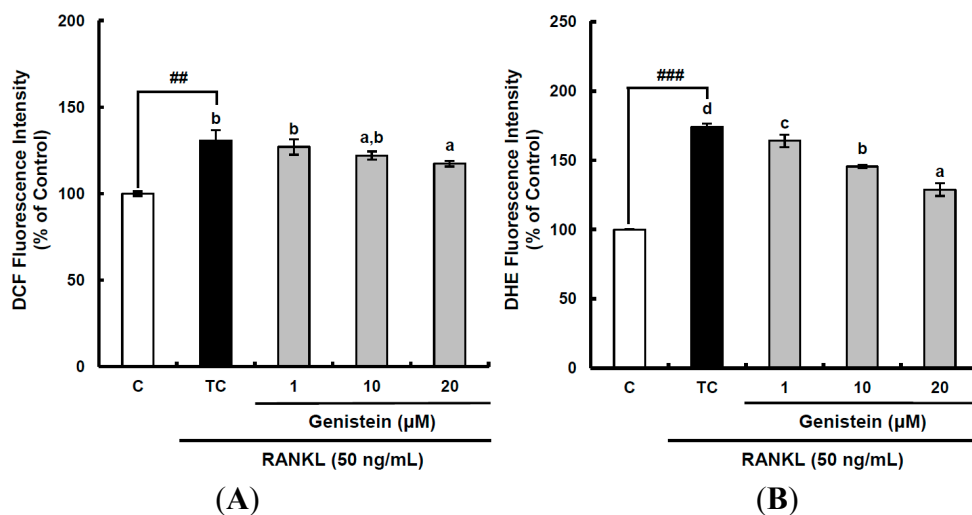 DCF Fluorescence Intensity
(% of Control)
200
150
100
50
0
##
b
b
a,b
a
C
TC
1
10
20
Genistein (µM)
RANKL (50 ng/mL)
(A)
DHE Fluorescence Intensity
(% of Control)
250
200
150
100
50
0
###
d
c
b
a
C
TC
1
10
20
Genistein (µM)
RANKL (50 ng/mL)
(B)